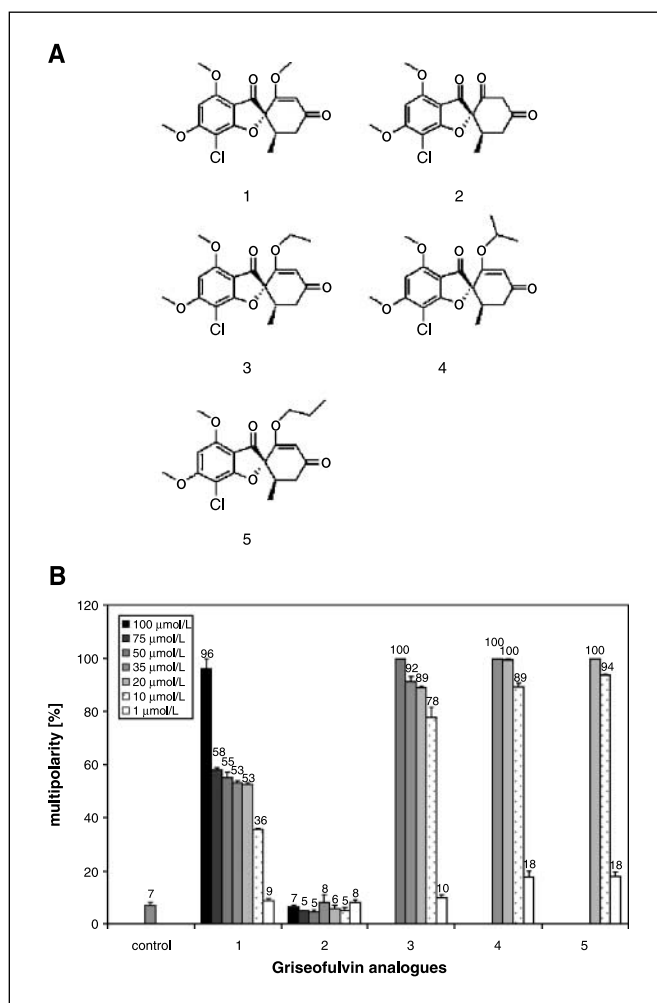 A
O
O
O
O
O
O
Cl
1
O
O
O
O
O
O
Cl
2
O
O
O
O
O
O
Cl
3
O
O
O
O
O
O
Cl
4
O
O
O
O
O
O
Cl
5
B
multipolarity [%]
120
100
80
60
40
20
0
100 µmol/L
75 µmol/L
50 µmol/L
35 µmol/L
20 µmol/L
10 µmol/L
1 µmol/L
7
96
58
55
53
53
36
9
7
5
5
8
6
5
8
100
92
89
78
10
100
100
89
18
100
94
18
control
1
2
3
4
5
Griseofulvin analogues